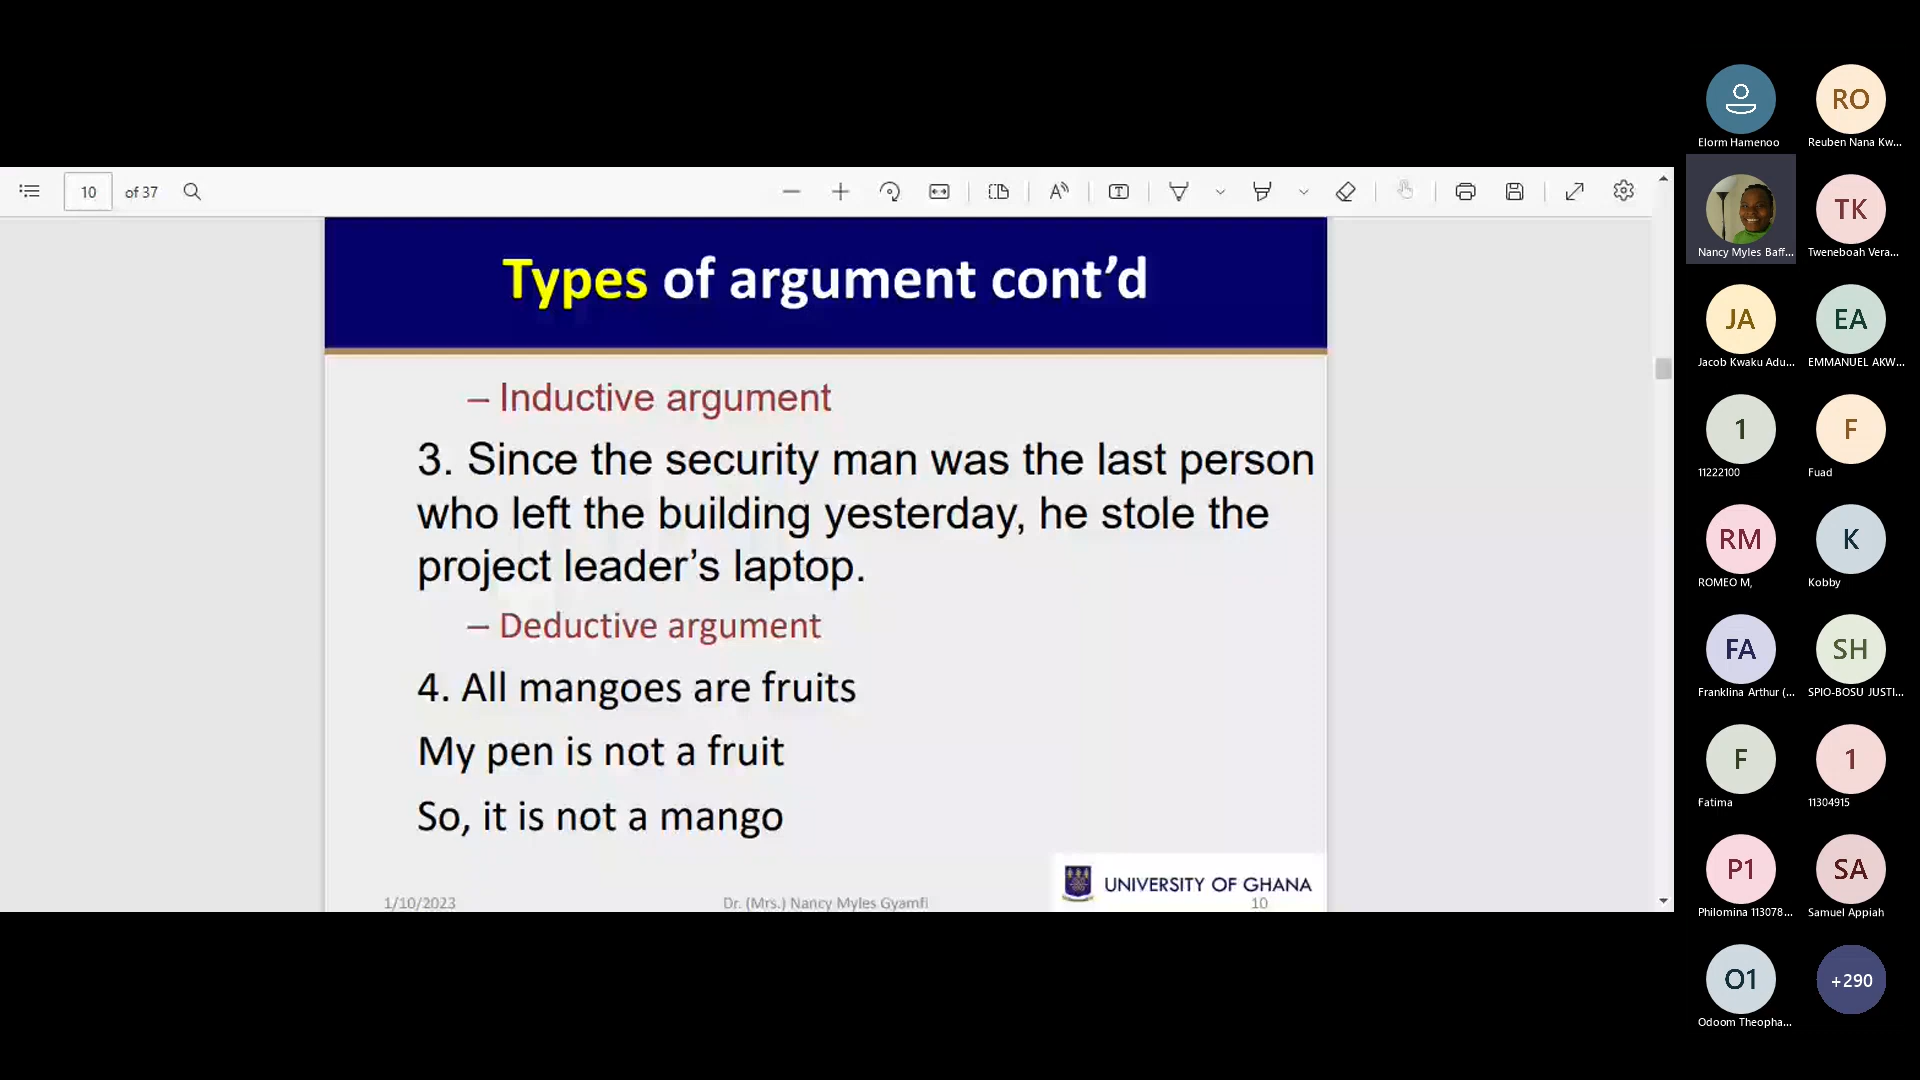 10 of 37
Types of argument cont’d
– Inductive argument
3. Since the security man was the last person
who left the building yesterday, he stole the
project leader’s laptop.
– Deductive argument
4. All mangoes are fruits
My pen is not a fruit
So, it is not a mango
UNIVERSITY OF GHANA
1/10/2023
Dr. (Mrs.) Nancy Myles Gyamfi
10
RO
Elorm Hamenoo
Reuben Nana Kw...
TK
Nancy Myles Baff...
Tweneboah Vera...
JA
EA
Jacob Kwaku Adu...
EMMANUEL AKW...
1
F
11222100
Fuad
RM
K
ROMEO M,
Kobby
FA
SH
Franklina Arthur (...
SPIO-BOSU JUSTI...
F
1
Fatima
11304915
P1
SA
Philomina 113078...
Samuel Appiah
O1
+290
Odoom Theopha...